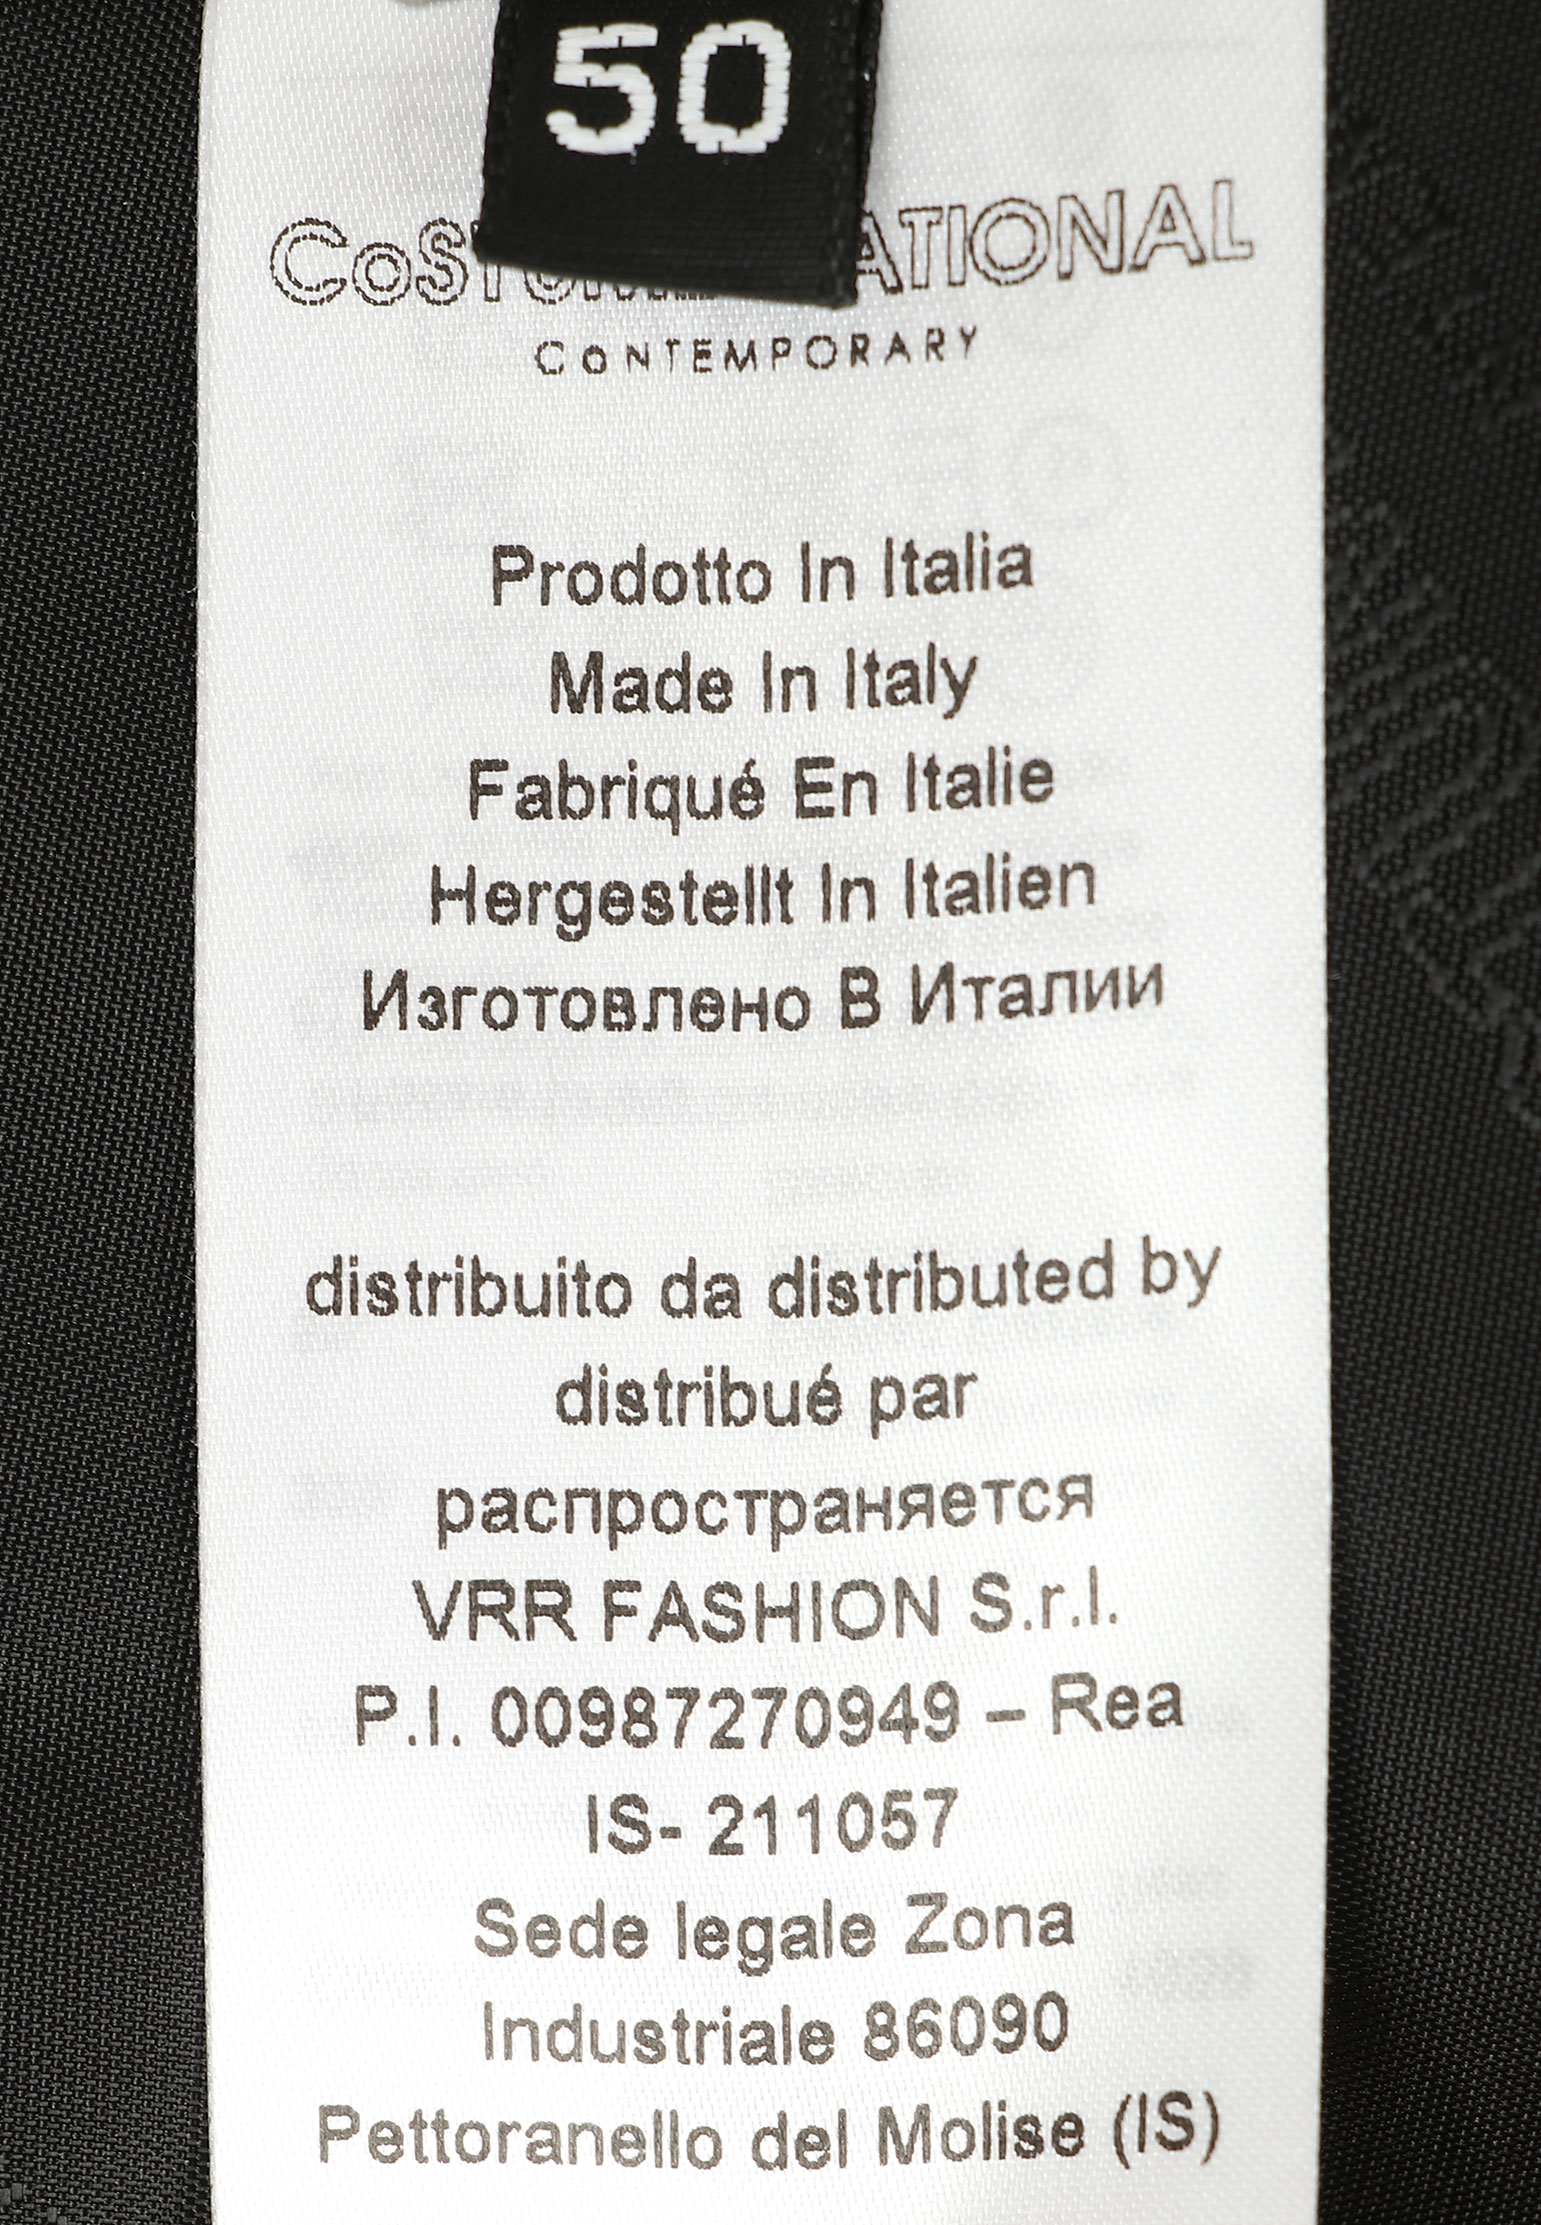 50
CoSTUME NATIONAL
CoNTEMPORARY
Prodotto In Italia
Made In Italy
Fabriqué En Italie
Hergestellt In Italien
Изготовлено В Италии
distribuito da distributed by
distribué par
распространяется
VRR FASHION S.r.l.
P.I. 00987270949 – Rea
IS- 211057
Sede legale Zona
Industriale 86090
Pettoranello del Molise (IS)